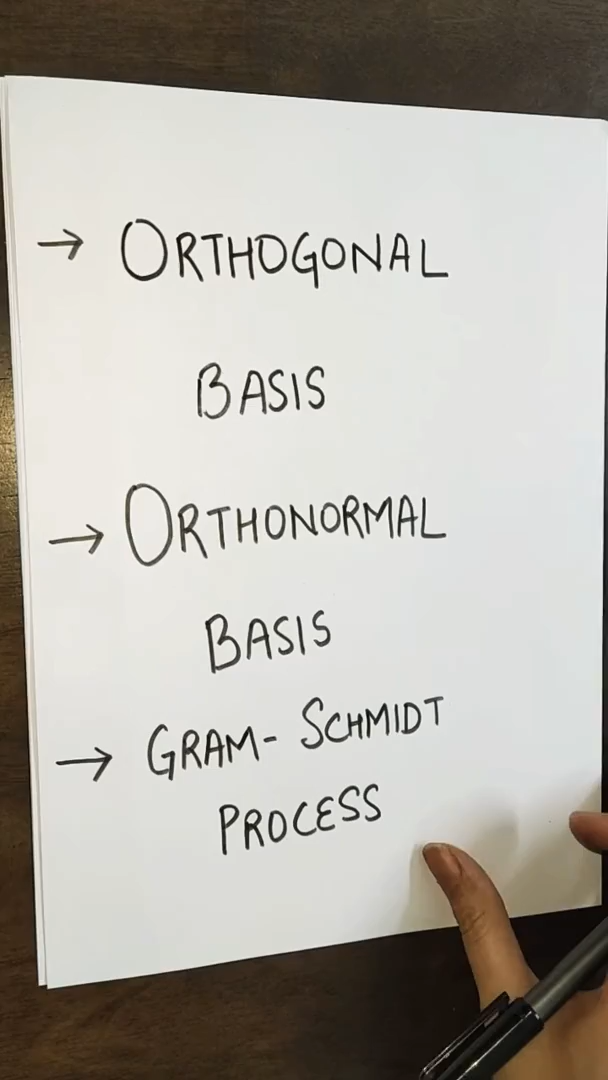 → ORTHOGONAL
BASIS
→ ORTHONORMAL
BASIS
→ GRAM-SCHMIDT
PROCESS